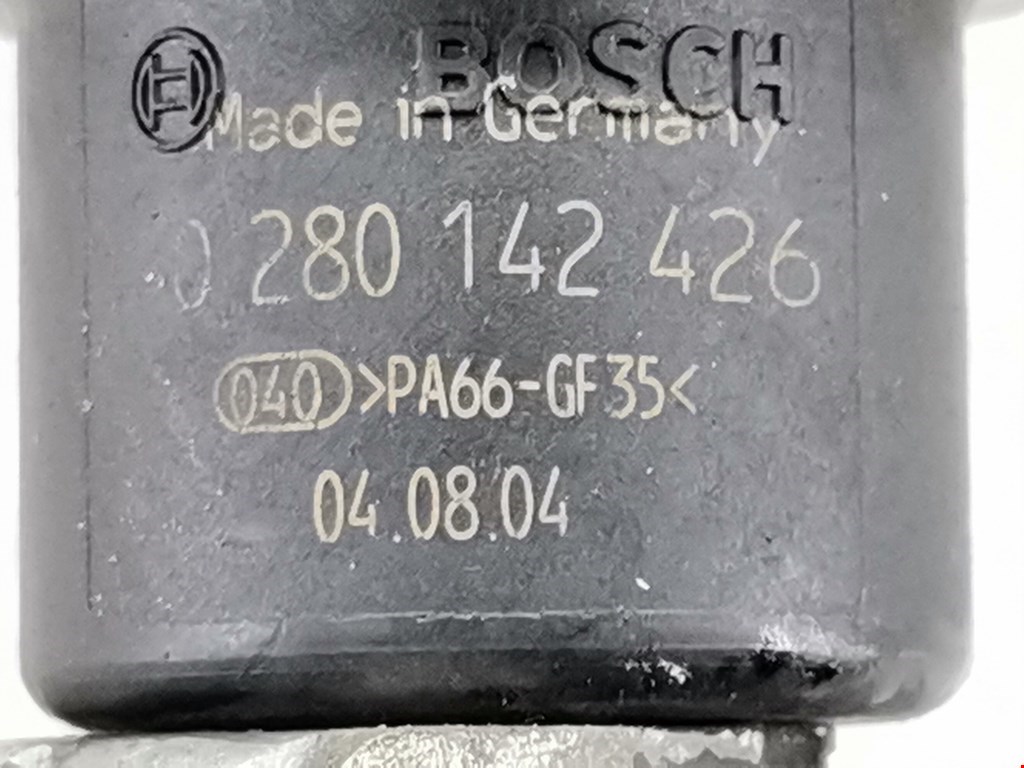 BOSCH
Made in Germany
0 280 142 426
040 >PA66-GF35<
04.08.04